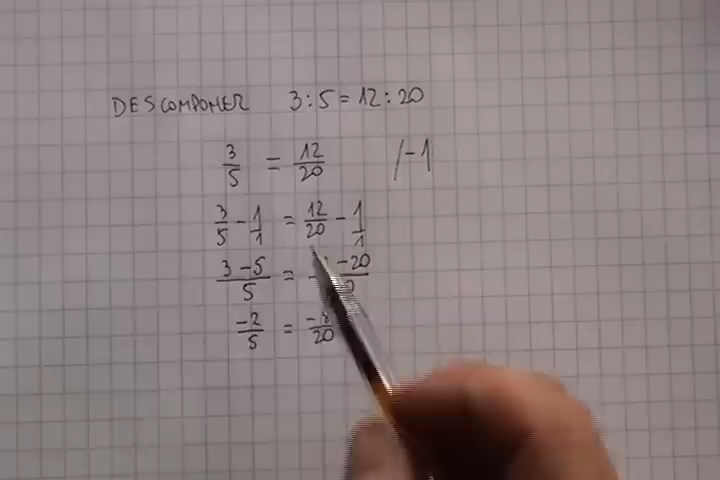 DESCOMPONER 3:5=12:20
3/5 = 12/20 /-1
3/5 - 1/1 = 12/20 - 1/1
3-5/5 = -20
-2/5 = -8/20